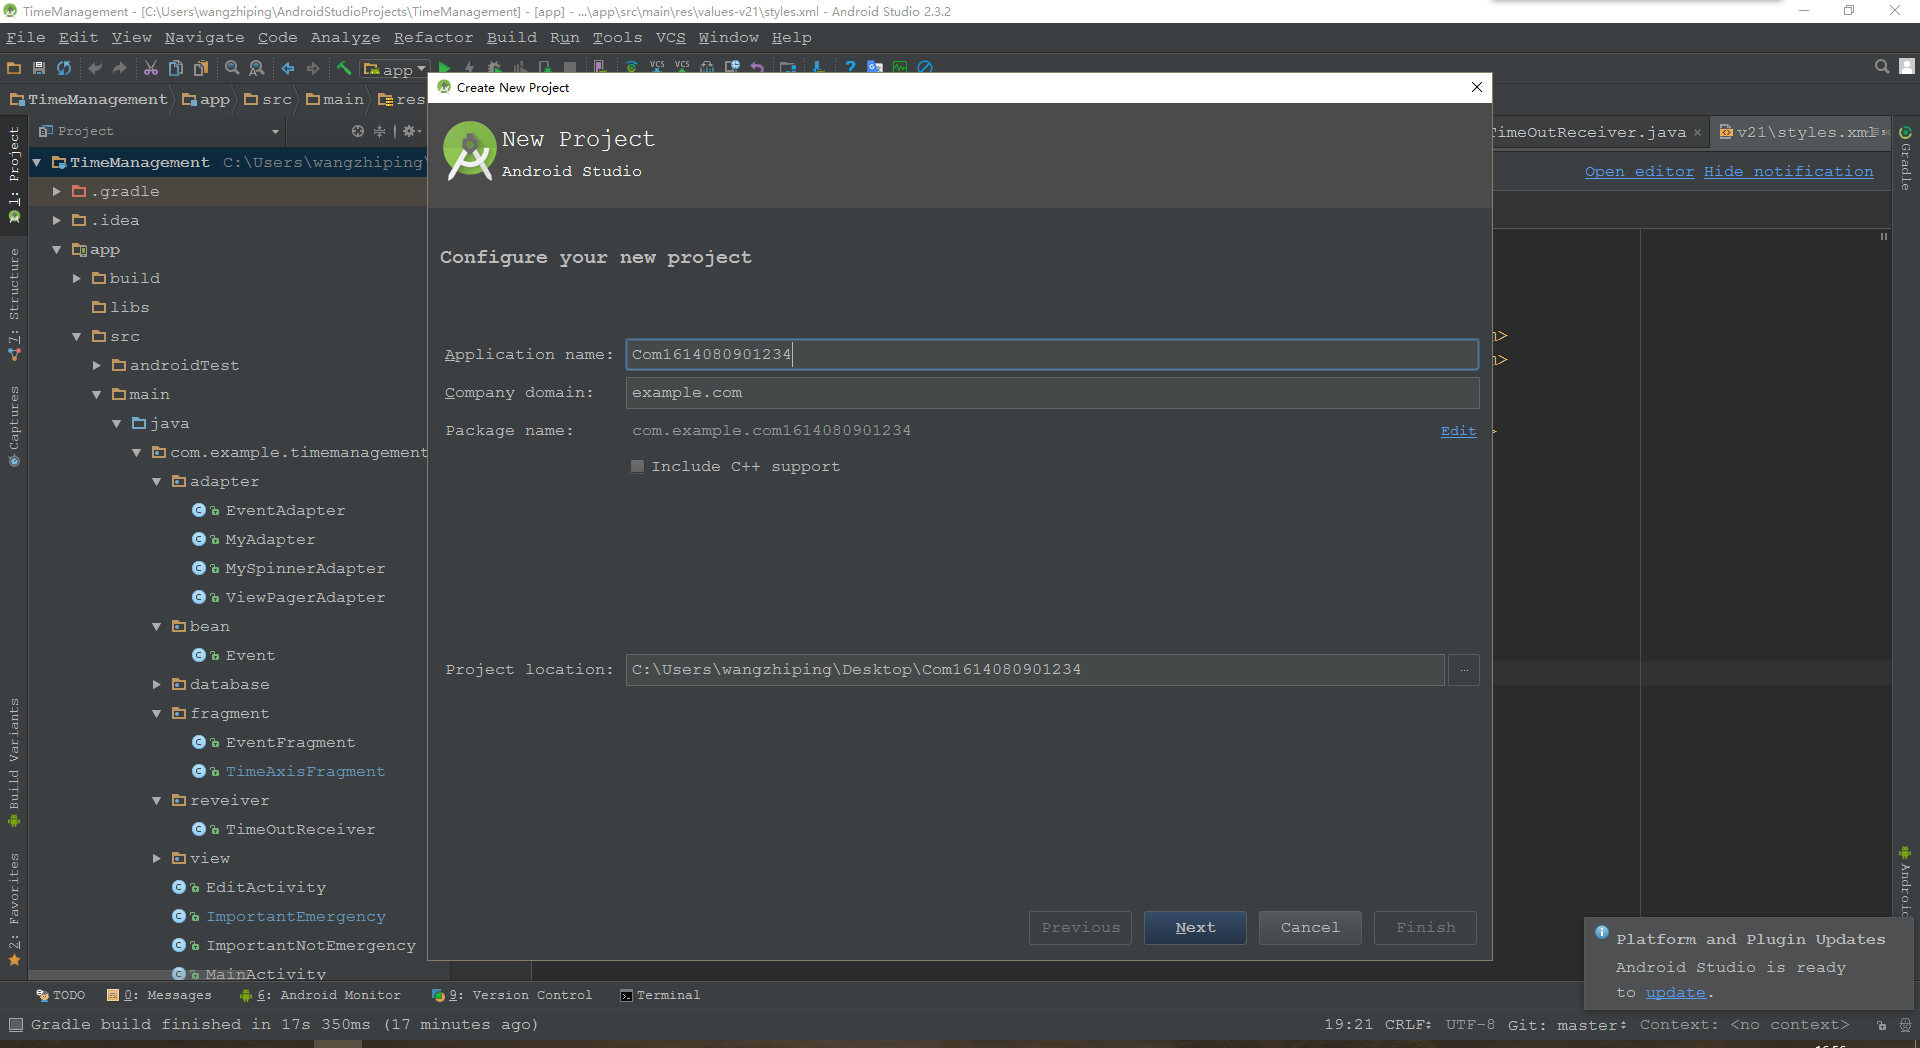 TimeManagement - [C:\Users\wangzhiping\AndroidStudioProjects\TimeManagement] - [app] - ...\app\src\main\res\values-v21\styles.xml - Android Studio 2.3.2
File Edit View Navigate Code Analyze Refactor Build Run Tools VCS Window Help
app
TimeManagement app src main res
Create New Project
New Project
Android Studio
Project
TimeOutReceiver.java v21\styles.xml
Open editor Hide notification
TimeManagement C:\Users\wangzhiping\
.gradle
.idea
app
build
libs
src
androidTest
main
java
com.example.timemanagement
adapter
EventAdapter
MyAdapter
MySpinnerAdapter
ViewPagerAdapter
bean
Event
database
fragment
EventFragment
TimeAxisFragment
reveiver
TimeOutReceiver
view
EditActivity
ImportantEmergency
ImportantNotEmergency
MainActivity
1: Project
7: Structure
Captures
Build Variants
2: Favorites
Configure your new project
Application name: Com1614080901234
Company domain: example.com
Package name: com.example.com1614080901234 Edit
Include C++ support
Project location: C:\Users\wangzhiping\Desktop\Com1614080901234 ...
Previous Next Cancel Finish
Gradle
Platform and Plugin Updates
Android Studio is ready
to update.
TODO 0: Messages 6: Android Monitor 9: Version Control Terminal
Gradle build finished in 17s 350ms (17 minutes ago)
19:21 CRLF UTF-8 Git: master Context: <no context>